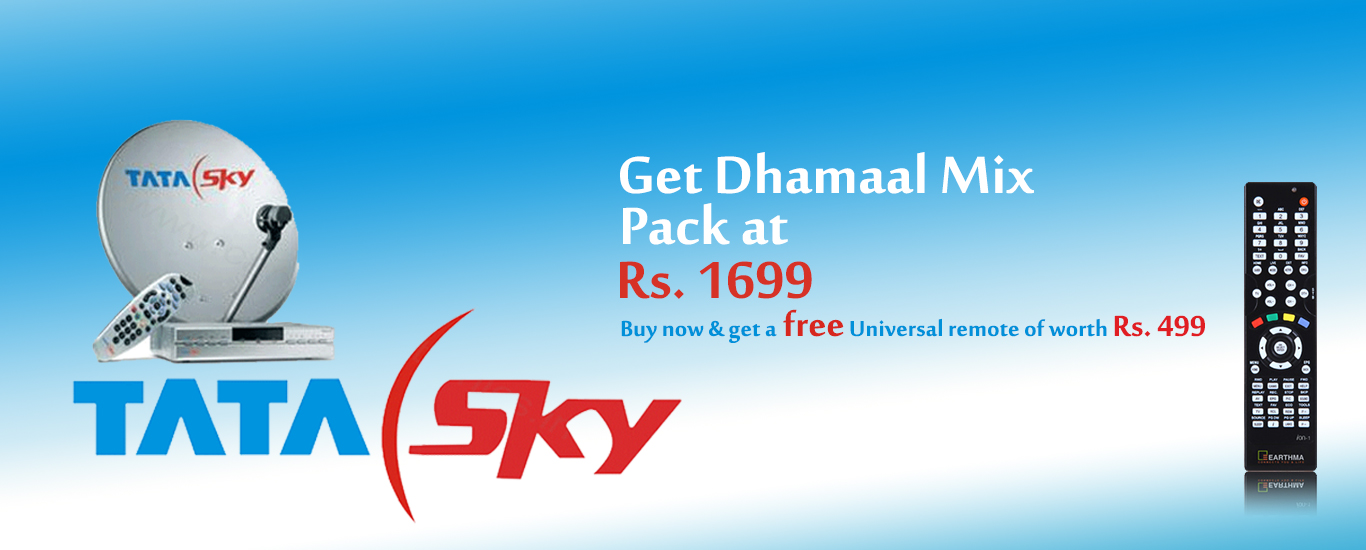 TATA Sky
Get Dhamaal Mix
Pack at
Rs. 1699
Buy now & get a free Universal remote of worth Rs. 499
TATA Sky
EARTHMA